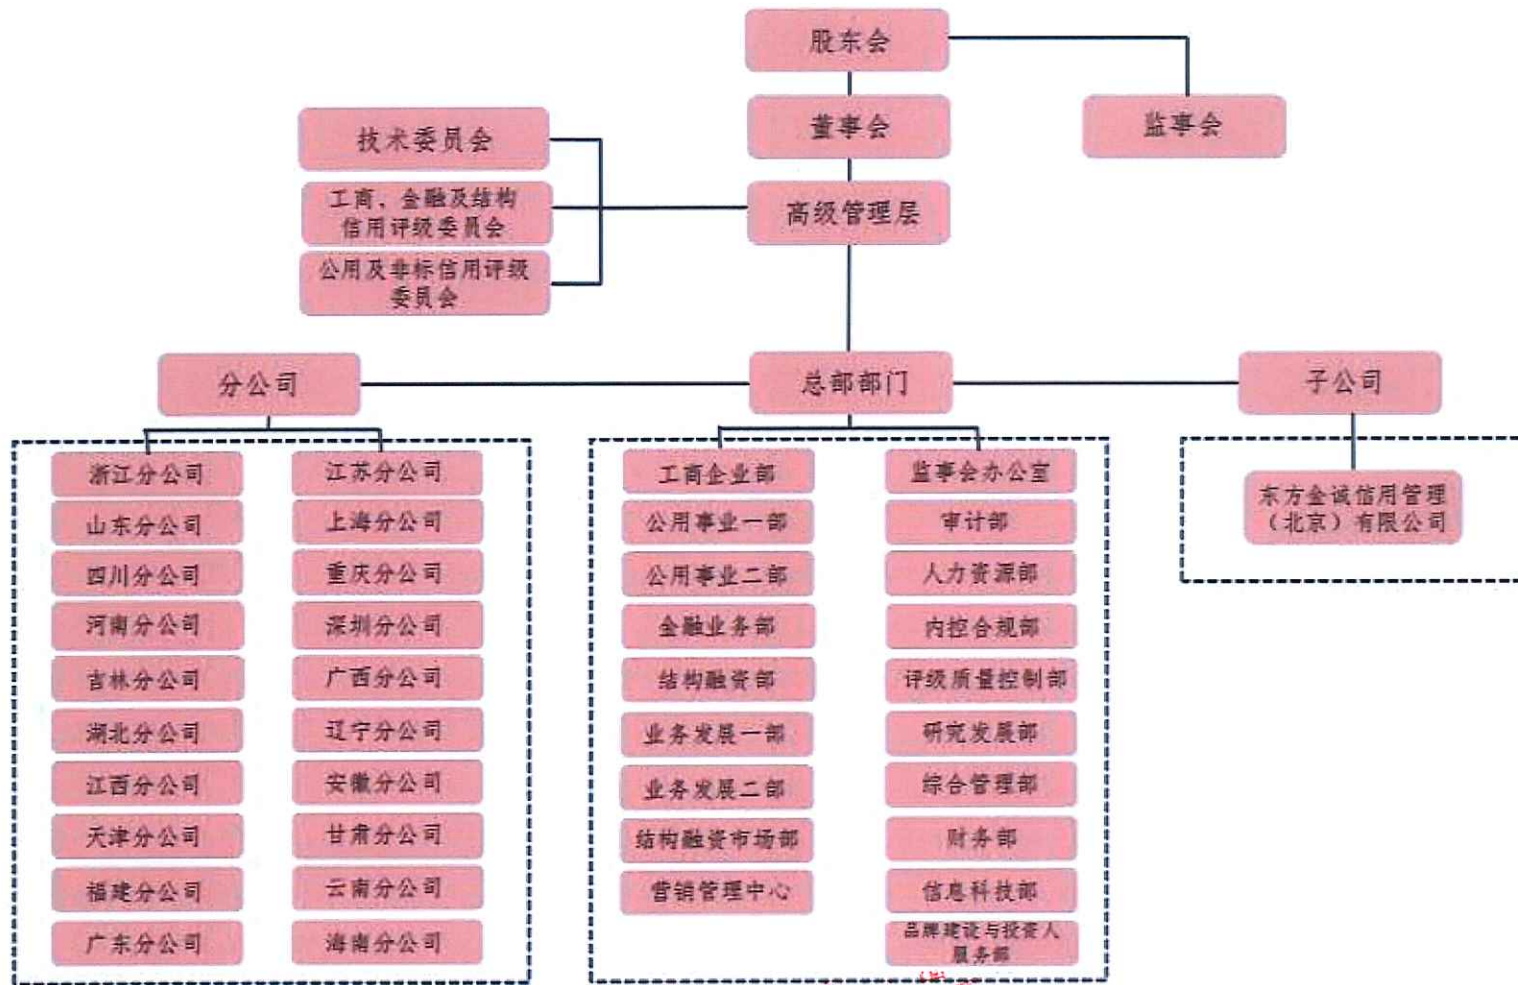 股东会
董事会
监事会
技术委员会
工商、金融及结构
信用评级委员会
高级管理层
公用及非标信用评级
委员会
分公司
总部部门
子公司
浙江分公司
江苏分公司
山东分公司
上海分公司
四川分公司
重庆分公司
河南分公司
深圳分公司
吉林分公司
广西分公司
湖北分公司
辽宁分公司
江西分公司
安徽分公司
天津分公司
甘肃分公司
福建分公司
云南分公司
广东分公司
海南分公司
工商企业部
监事会办公室
公用事业一部
审计部
公用事业二部
人力资源部
金融业务部
内控合规部
结构融资部
评级质量控制部
业务发展一部
研究发展部
业务发展二部
综合管理部
结构融资市场部
财务部
营销管理中心
信息科技部
品牌建设与投资人
服务部
东方金诚信用管理
（北京）有限公司